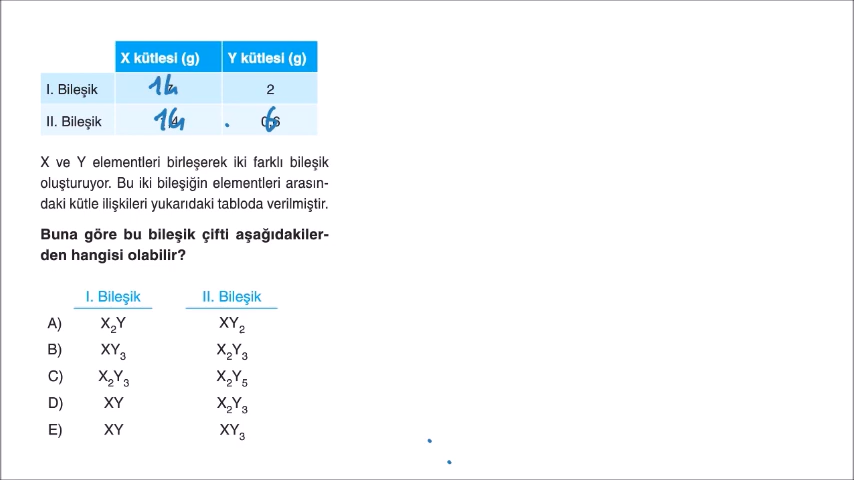 X kütlesi (g) Y kütlesi (g)
I. Bileşik 14 2
II. Bileşik 14 6
X ve Y elementleri birleşerek iki farklı bileşik
oluşturuyor. Bu iki bileşiğin elementleri arasın-
daki kütle ilişkileri yukarıdaki tabloda verilmiştir.
Buna göre bu bileşik çifti aşağıdakiler-
den hangisi olabilir?
I. Bileşik II. Bileşik
A) X₂Y XY₂
B) XY₃ X₂Y₃
C) X₂Y₃ X₂Y₅
D) XY X₂Y₃
E) XY XY₃